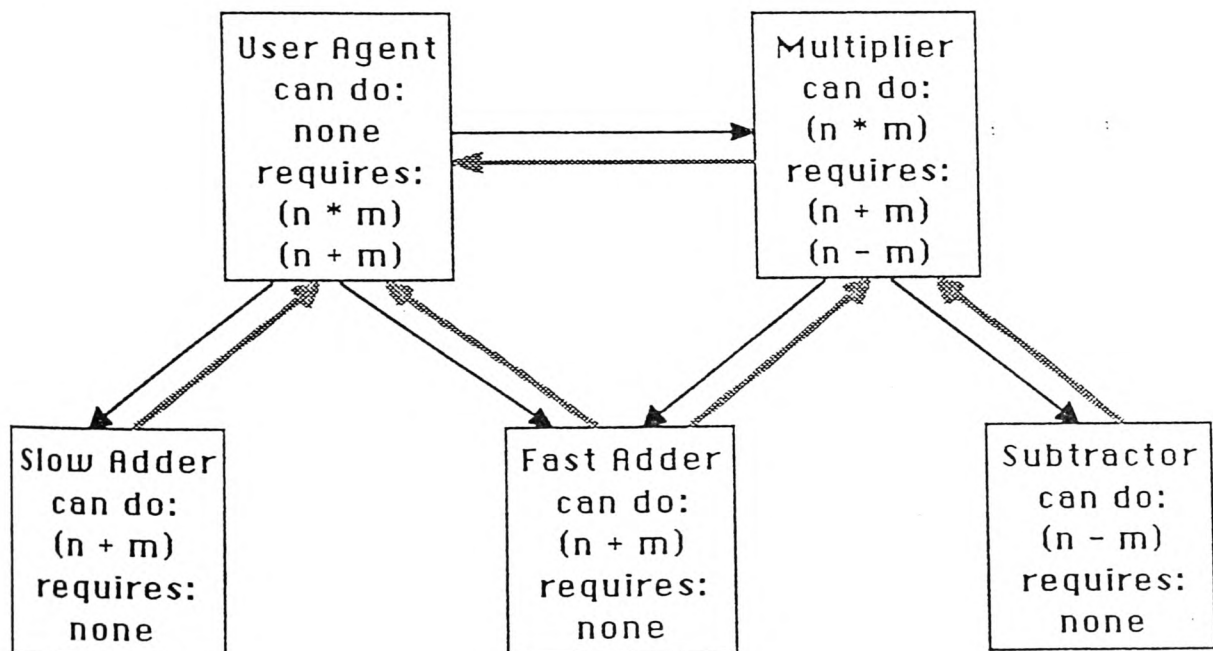 User Agent
can do:
none
requires:
(n * m)
(n + m)
Multiplier
can do:
(n * m)
requires:
(n + m)
(n - m)
Slow Adder
can do:
(n + m)
requires:
none
Fast Adder
can do:
(n + m)
requires:
none
Subtractor
can do:
(n - m)
requires:
none